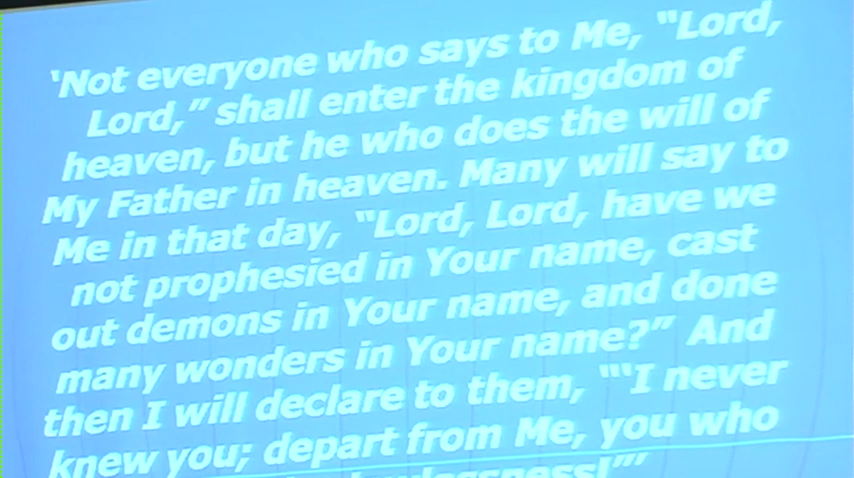 ‘Not everyone who says to Me, “Lord,
Lord,” shall enter the kingdom of
heaven, but he who does the will of
My Father in heaven. Many will say to
Me in that day, “Lord, Lord, have we
not prophesied in Your name, cast
out demons in Your name, and done
many wonders in Your name?” And
then I will declare to them, “‘I never
knew you; depart from Me, you who